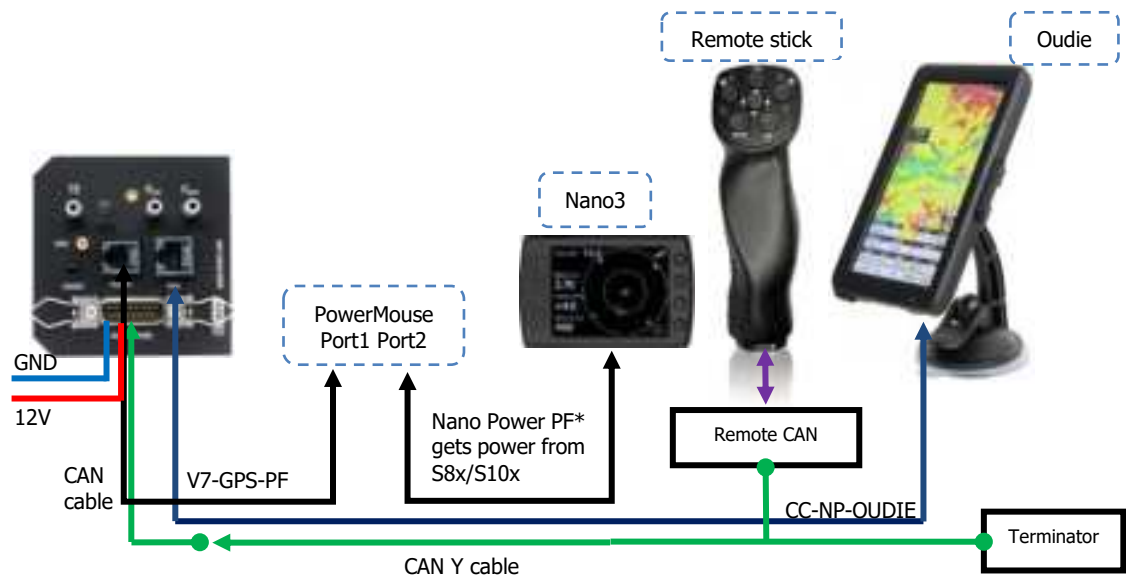 Remote stick
Oudie
Nano3
PowerMouse
Port1 Port2
GND
12V
Nano Power PF*
gets power from
S8x/S10x
Remote CAN
CAN
cable
V7-GPS-PF
CC-NP-OUDIE
Terminator
CAN Y cable